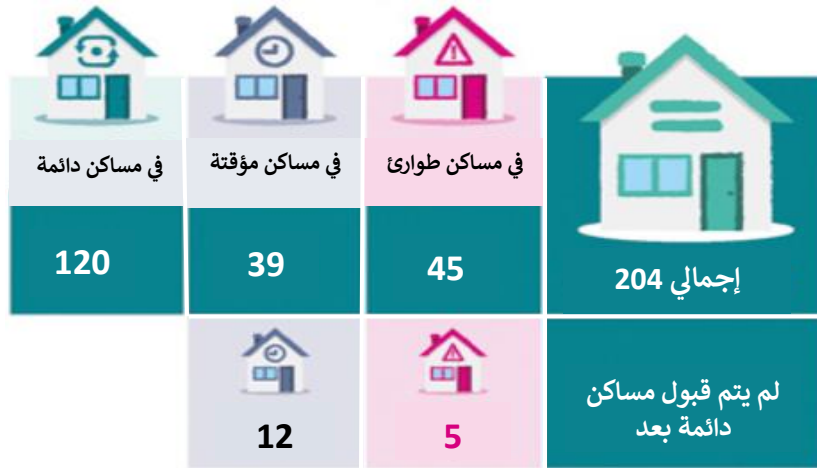 في مساكن طوارئ
في مساكن مؤقتة
في مساكن دائمة
إجمالي 204
45
39
120
لم يتم قبول مساكن
دائمة بعد
5
12